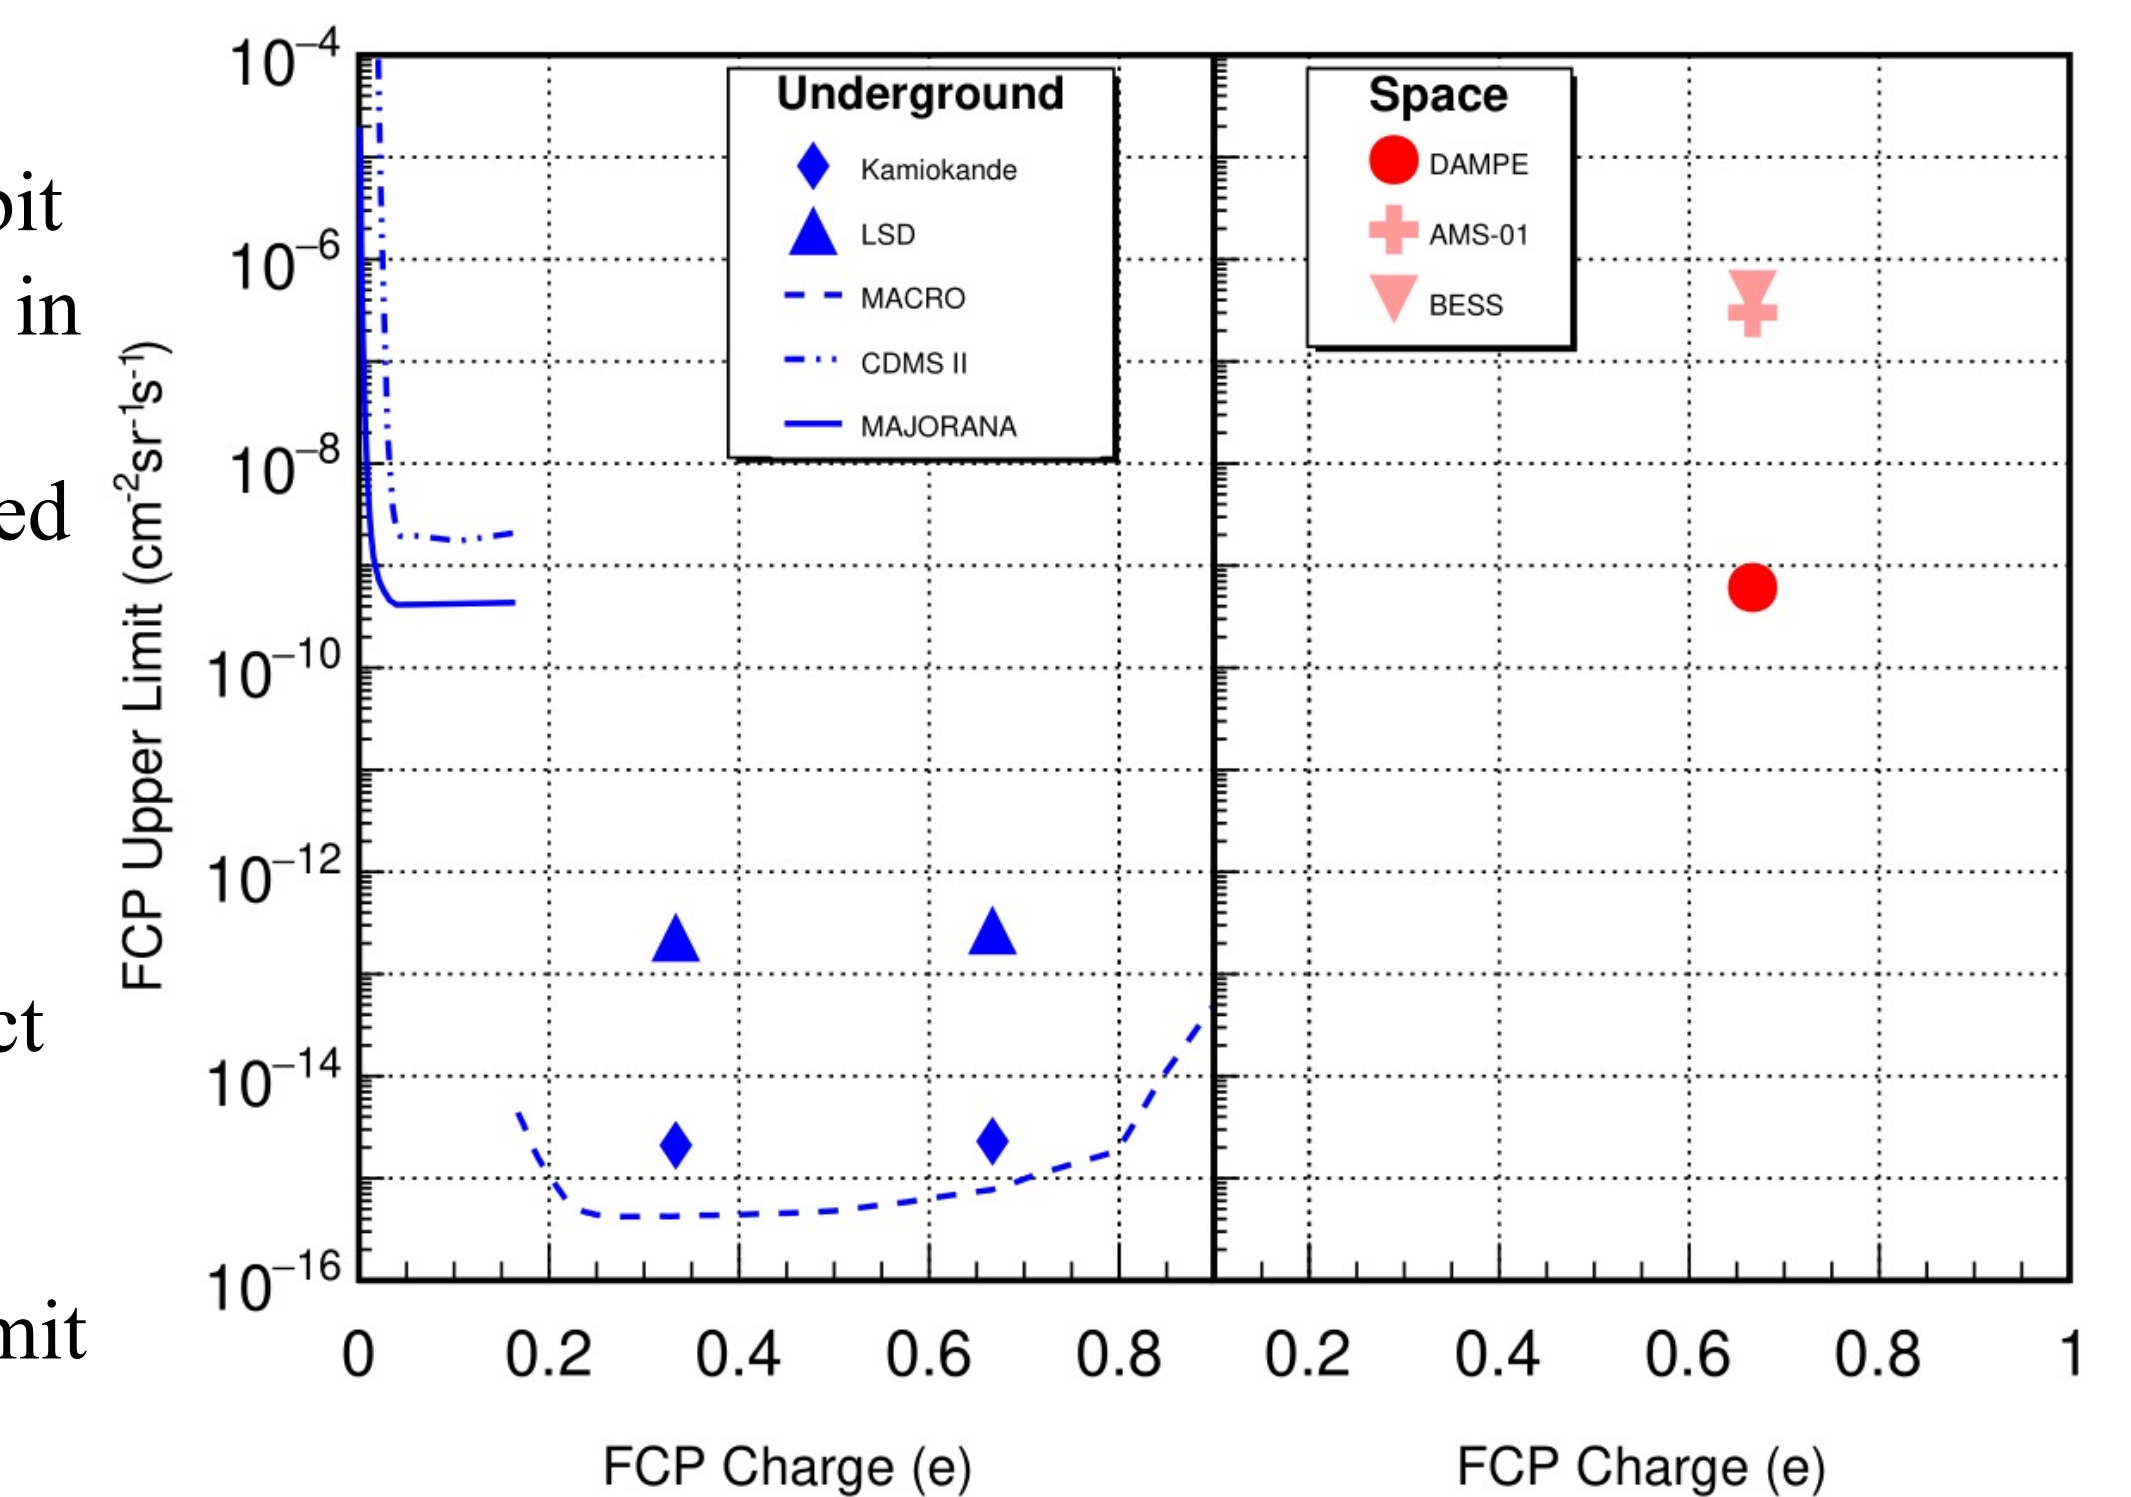 bit
in
ed
ct
mit
10⁻⁴
10⁻⁶
10⁻⁸
10⁻¹⁰
10⁻¹²
10⁻¹⁴
10⁻¹⁶
FCP Upper Limit (cm⁻²sr⁻¹s⁻¹)
Underground
Kamiokande
LSD
MACRO
CDMS II
MAJORANA
Space
DAMPE
AMS-01
BESS
0 0.2 0.4 0.6 0.8 0.2 0.4 0.6 0.8 1
FCP Charge (e) FCP Charge (e)